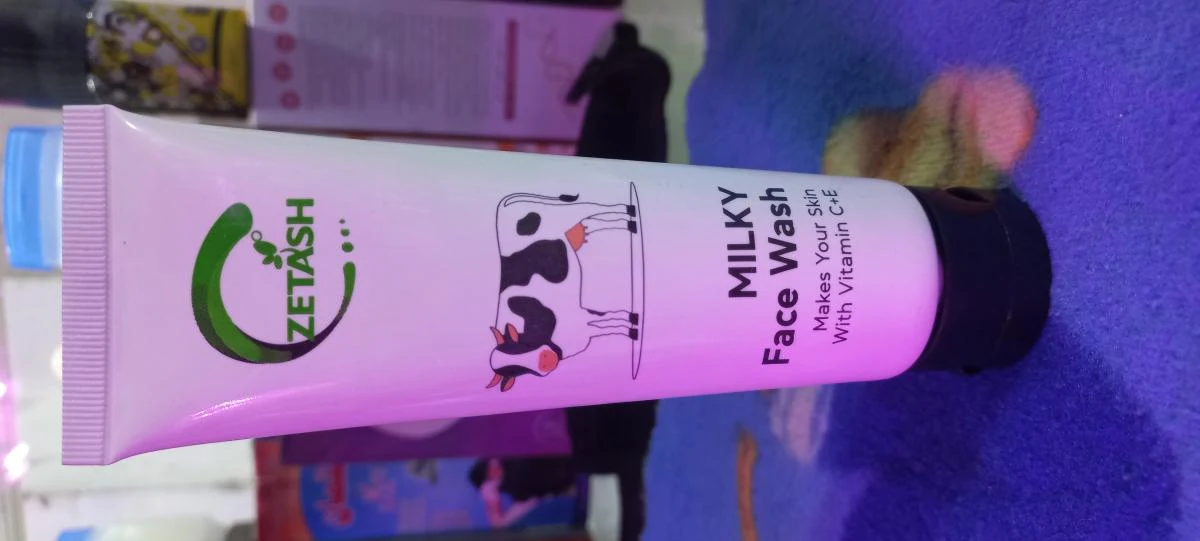 ZETASH
MILKY
Face Wash
Makes Your Skin
With Vitamin C+E